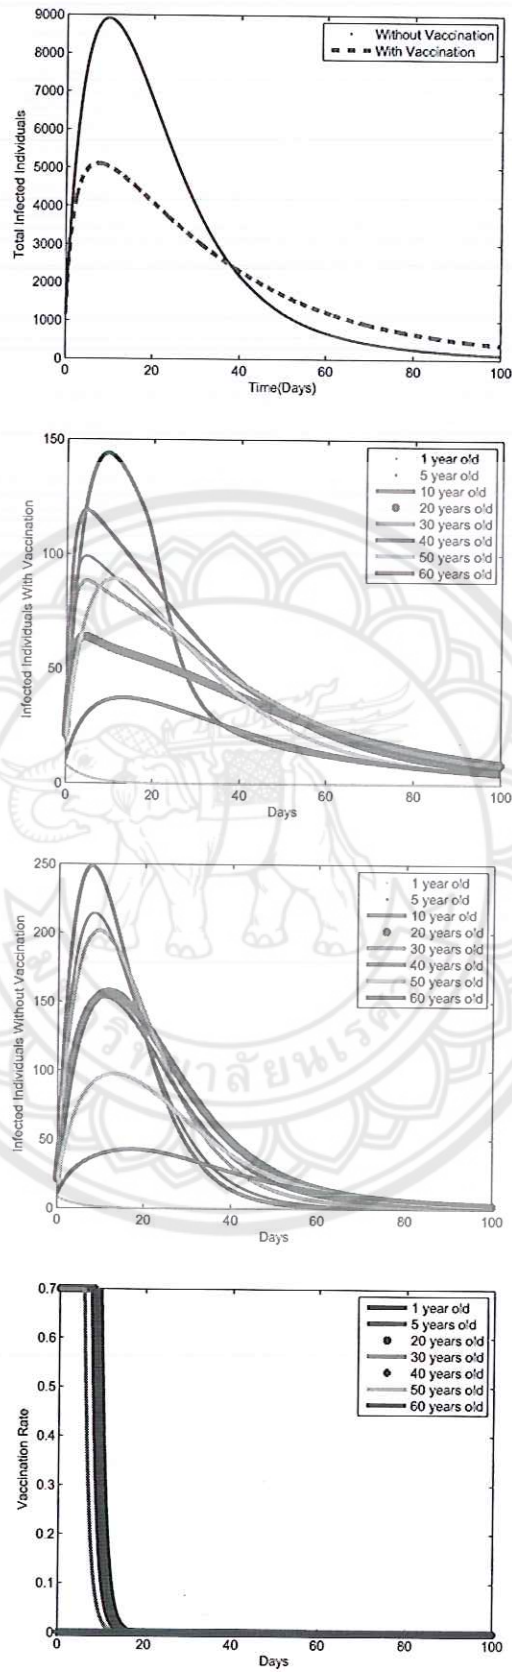 9000
8000
7000
6000
5000
4000
3000
2000
1000
0
Total Infected Individuals
Without Vaccination
With Vaccination
0 20 40 60 80 100
Time(Days)
150
100
50
0
Infected Individuals With Vaccination
1 year old
5 year old
10 year old
20 years old
30 years old
40 years old
50 years old
60 years old
0 20 40 60 80 100
Days
250
200
150
100
50
0
Infected Individuals Without Vaccination
1 year old
5 year old
10 year old
20 years old
30 years old
40 years old
50 years old
60 years old
0 20 40 60 80 100
Days
0.7
0.6
0.5
0.4
0.3
0.2
0.1
0
Vaccination Rate
1 year old
5 years old
20 years old
30 years old
40 years old
50 years old
60 years old
0 20 40 60 80 100
Days